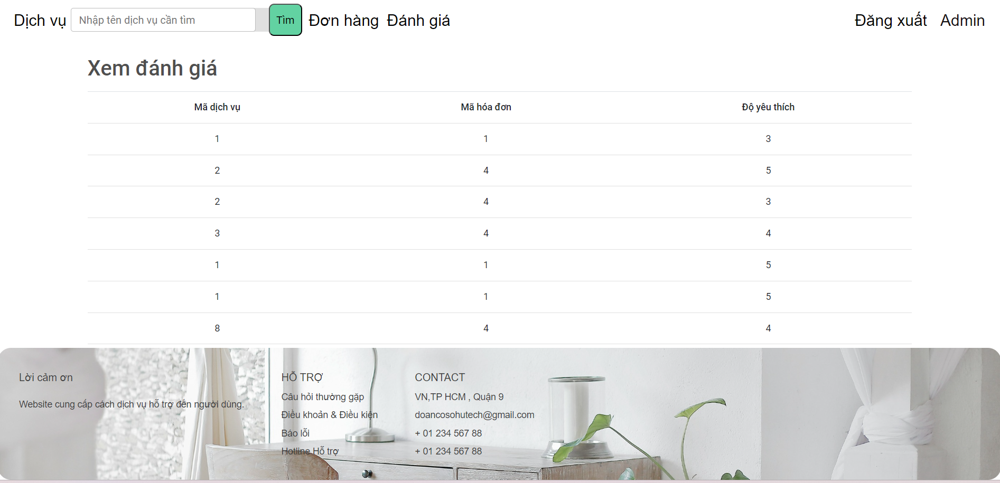 Dịch vụ Nhập tên dịch vụ cần tìm Tìm Đơn hàng Đánh giá Đăng xuất Admin
Xem đánh giá
Mã dịch vụ Mã hóa đơn Độ yêu thích
1 1 3
2 4 5
2 4 3
3 4 4
1 1 5
1 1 5
8 4 4
Lời cảm ơn
Website cung cấp cách dịch vụ hỗ trợ đến người dùng.
HỖ TRỢ
Câu hỏi thường gặp
Điều khoản & Điều kiện
Báo lỗi
Hotline Hỗ trợ
CONTACT
VN,TP HCM , Quận 9
doancosohutech@gmail.com
+ 01 234 567 88
+ 01 234 567 88